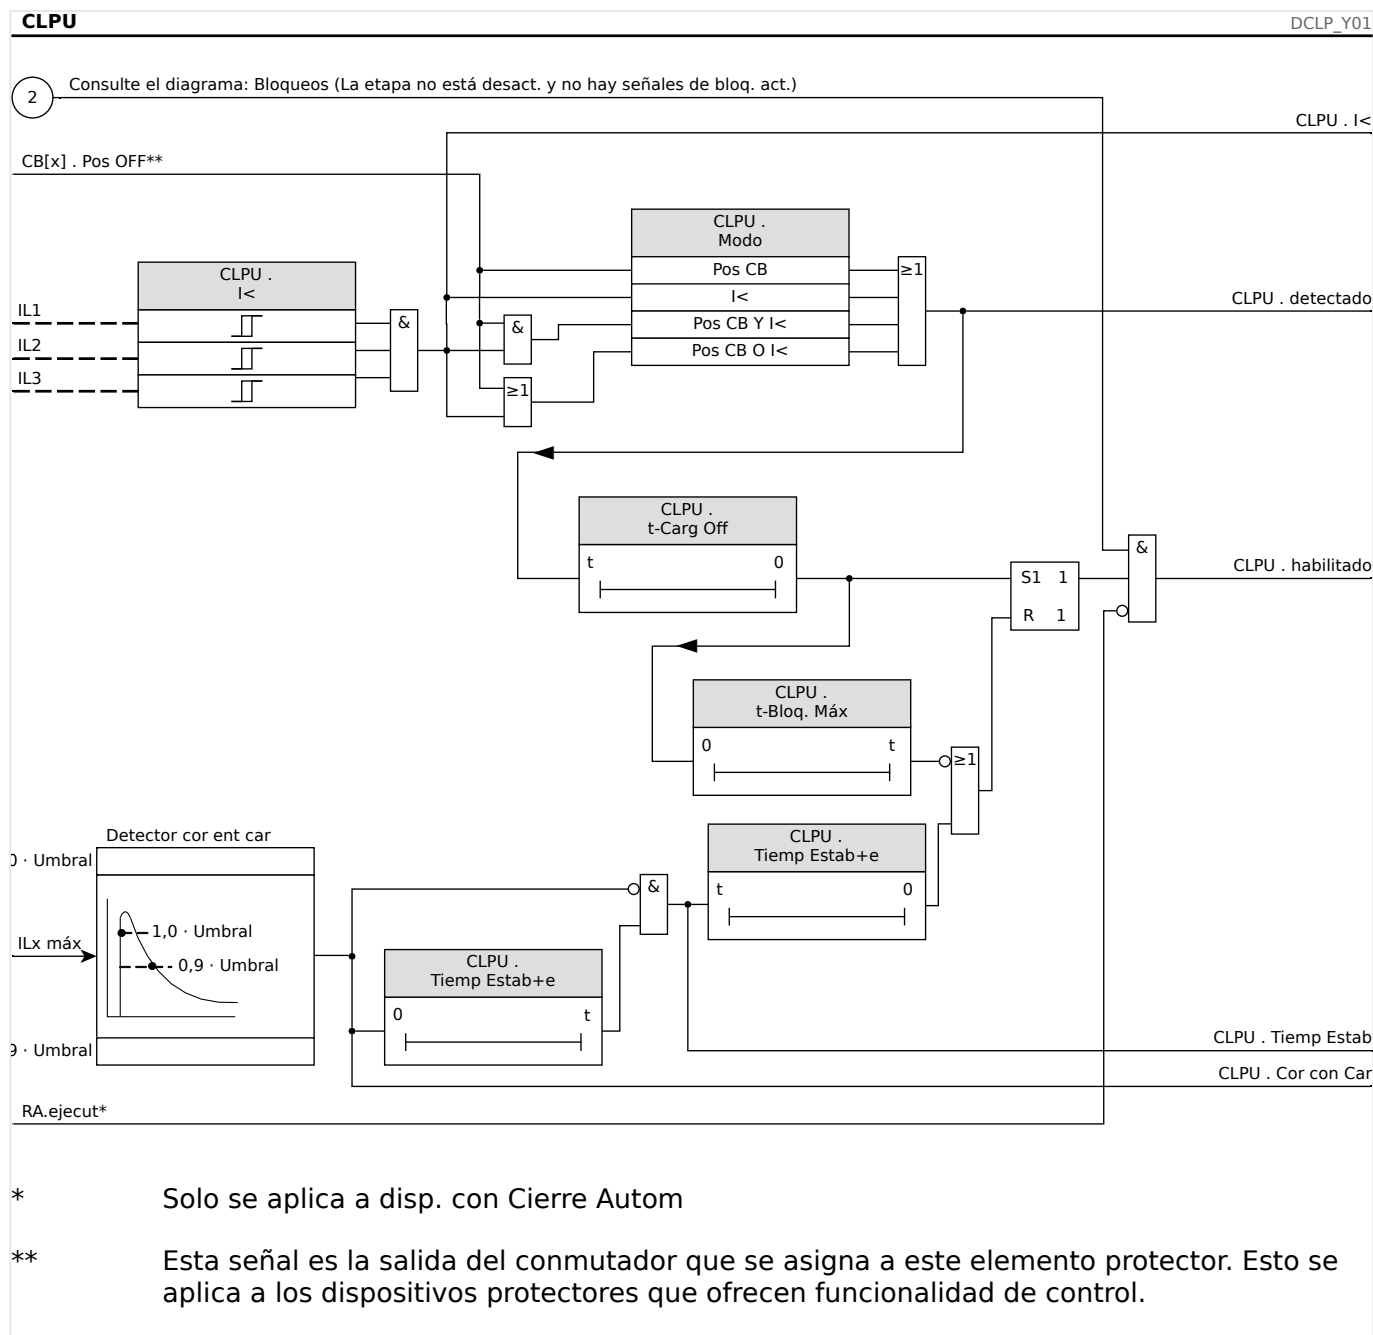 CLPU
DCLP_Y01
2
Consulte el diagrama: Bloqueos (La etapa no está desact. y no hay señales de bloq. act.)
CLPU . I<
CB[x] . Pos OFF**
CLPU .
Modo
Pos CB
I<
Pos CB Y I<
Pos CB O I<
≥1
CLPU .
I<
IL1
IL2
IL3
&
&
≥1
CLPU . detectado
CLPU .
t-Carg Off
t 0
S1 1
R 1
&
CLPU . habilitado
CLPU .
t-Bloq. Máx
0 t
≥1
Detector cor ent car
0 · Umbral
ILx máx
1,0 · Umbral
0,9 · Umbral
9 · Umbral
CLPU .
Tiemp Estab+e
0 t
&
CLPU .
Tiemp Estab+e
t 0
CLPU . Tiemp Estab
CLPU . Cor con Car
RA.ejecut*
* Solo se aplica a disp. con Cierre Autom
** Esta señal es la salida del conmutador que se asigna a este elemento protector. Esto se
aplica a los dispositivos protectores que ofrecen funcionalidad de control.